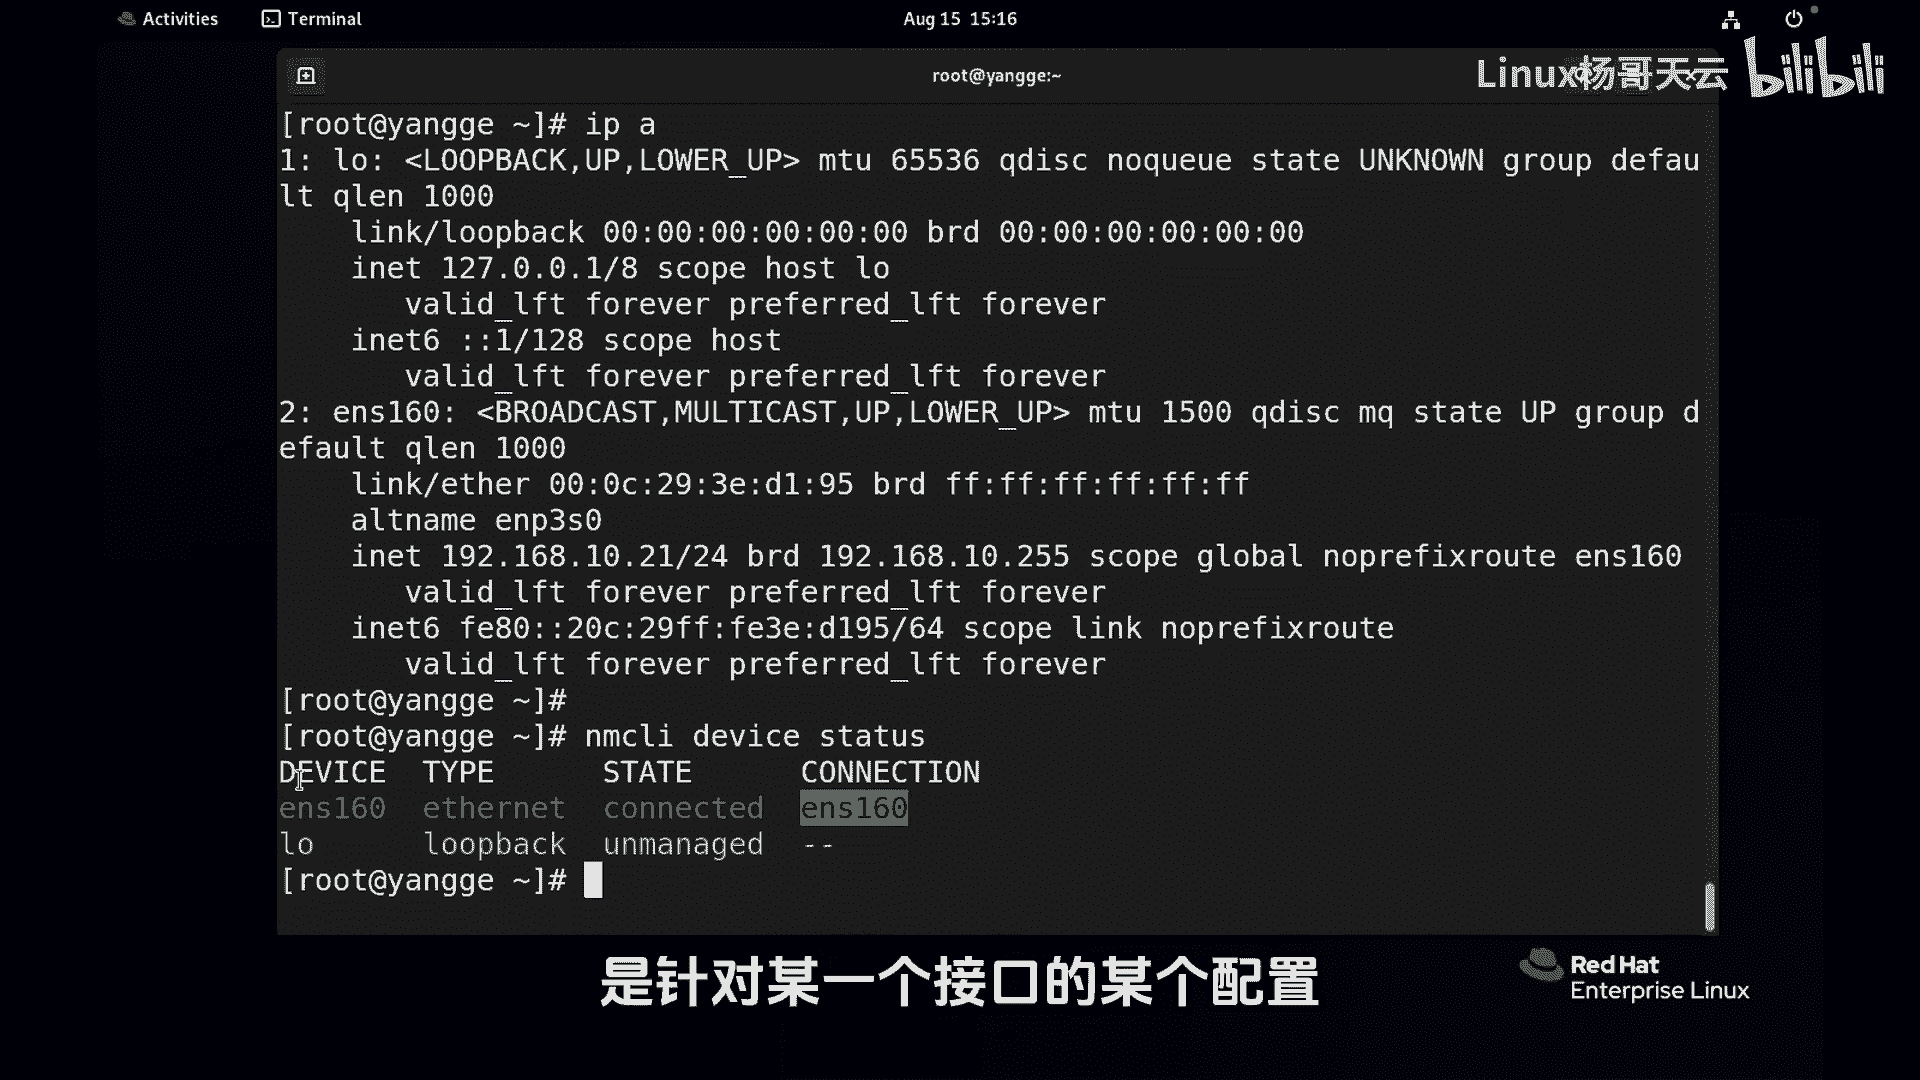 Activities Terminal Aug 15 15:16
root@yangge:~
Linux杨哥天云 bilibili
[root@yangge ~]# ip a
1: lo: <LOOPBACK,UP,LOWER_UP> mtu 65536 qdisc noqueue state UNKNOWN group defau
lt qlen 1000
link/loopback 00:00:00:00:00:00 brd 00:00:00:00:00:00
inet 127.0.0.1/8 scope host lo
valid_lft forever preferred_lft forever
inet6 ::1/128 scope host
valid_lft forever preferred_lft forever
2: ens160: <BROADCAST,MULTICAST,UP,LOWER_UP> mtu 1500 qdisc mq state UP group d
efault qlen 1000
link/ether 00:0c:29:3e:d1:95 brd ff:ff:ff:ff:ff:ff
altname enp3s0
inet 192.168.10.21/24 brd 192.168.10.255 scope global noprefixroute ens160
valid_lft forever preferred_lft forever
inet6 fe80::20c:29ff:fe3e:d195/64 scope link noprefixroute
valid_lft forever preferred_lft forever
[root@yangge ~]#
[root@yangge ~]# nmcli device status
DEVICE TYPE STATE CONNECTION
ens160 ethernet connected ens160
lo loopback unmanaged --
[root@yangge ~]#
是针对某一个接口的某个配置
Red Hat
Enterprise Linux